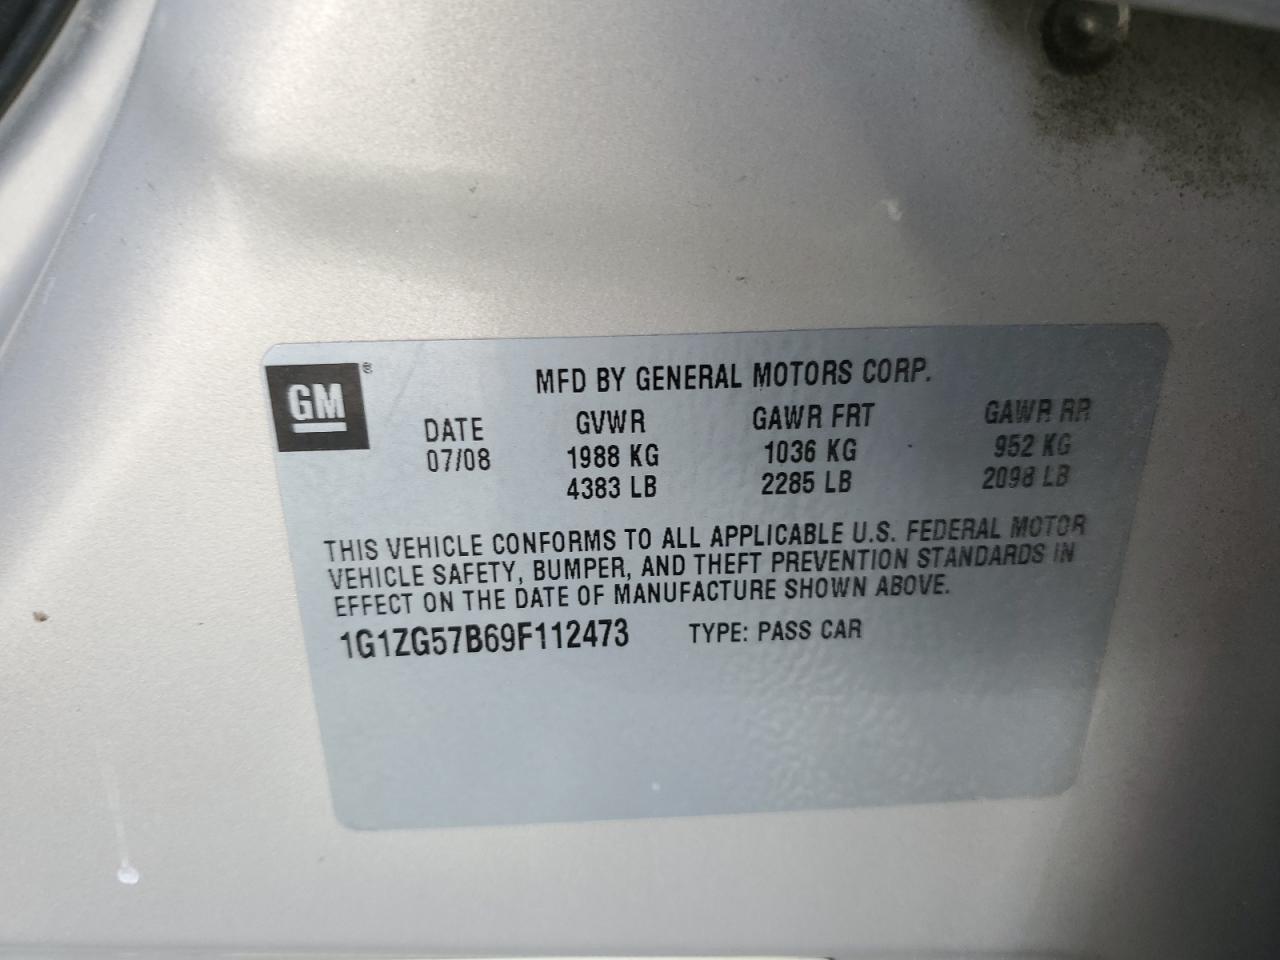 GM ®
MFD BY GENERAL MOTORS CORP.
DATE GVWR GAWR FRT GAWR RR
07/08 1988 KG 1036 KG 952 KG
4383 LB 2285 LB 2098 LB
THIS VEHICLE CONFORMS TO ALL APPLICABLE U.S. FEDERAL MOTOR
VEHICLE SAFETY, BUMPER, AND THEFT PREVENTION STANDARDS IN
EFFECT ON THE DATE OF MANUFACTURE SHOWN ABOVE.
1G1ZG57B69F112473 TYPE: PASS CAR